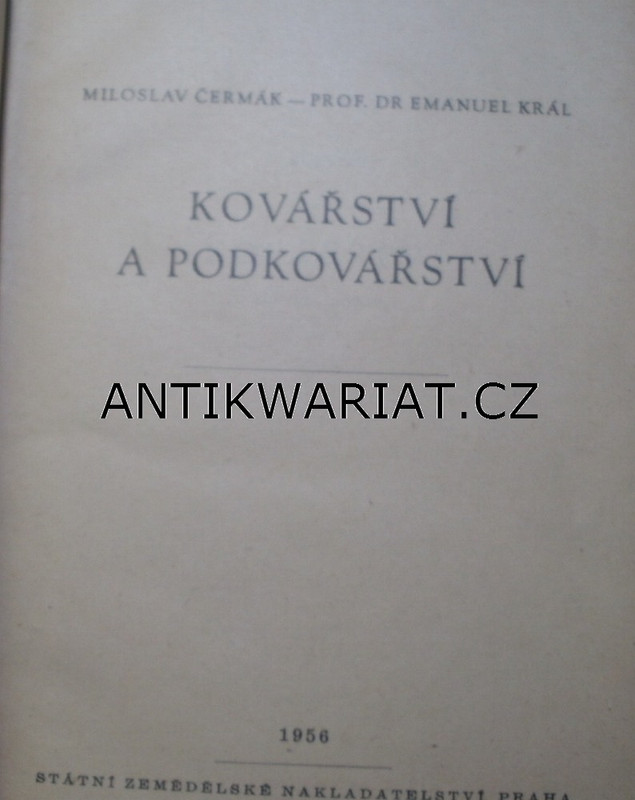 MILOSLAV ČERMÁK — PROF. DR EMANUEL KRÁL
KOVÁŘSTVÍ
A PODKOVÁŘSTVÍ
ANTIKWARIAT.CZ
1956
STÁTNÍ ZEMĚDĚLSKÉ NAKLADATELSTVÍ, PRAHA